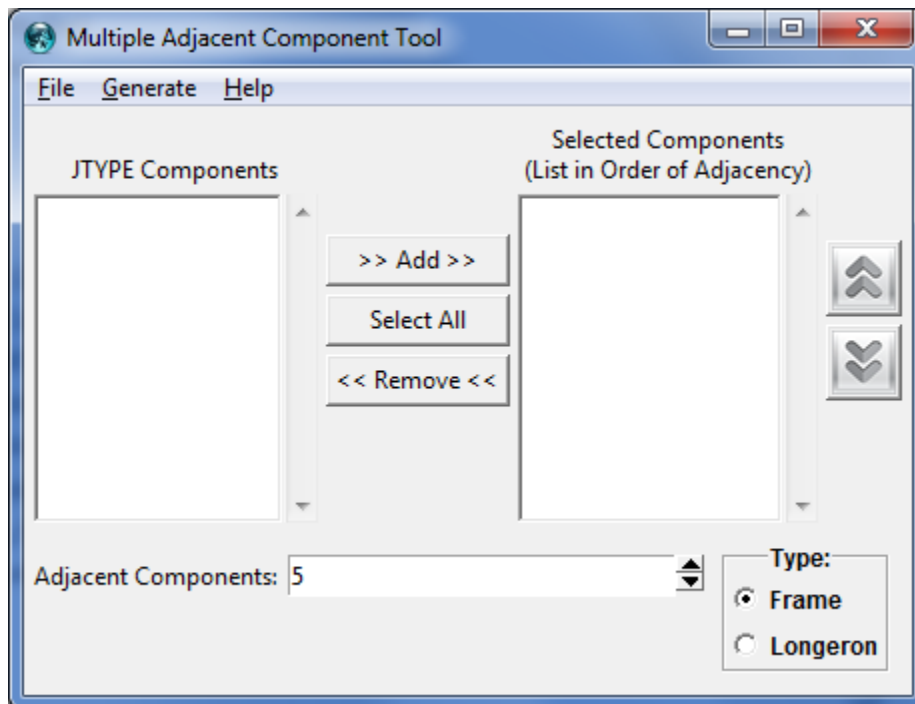 Multiple Adjacent Component Tool
File Generate Help
JTYPE Components
Selected Components
(List in Order of Adjacency)
>> Add >>
Select All
<< Remove <<
Adjacent Components: 5
Type:
Frame
Longeron